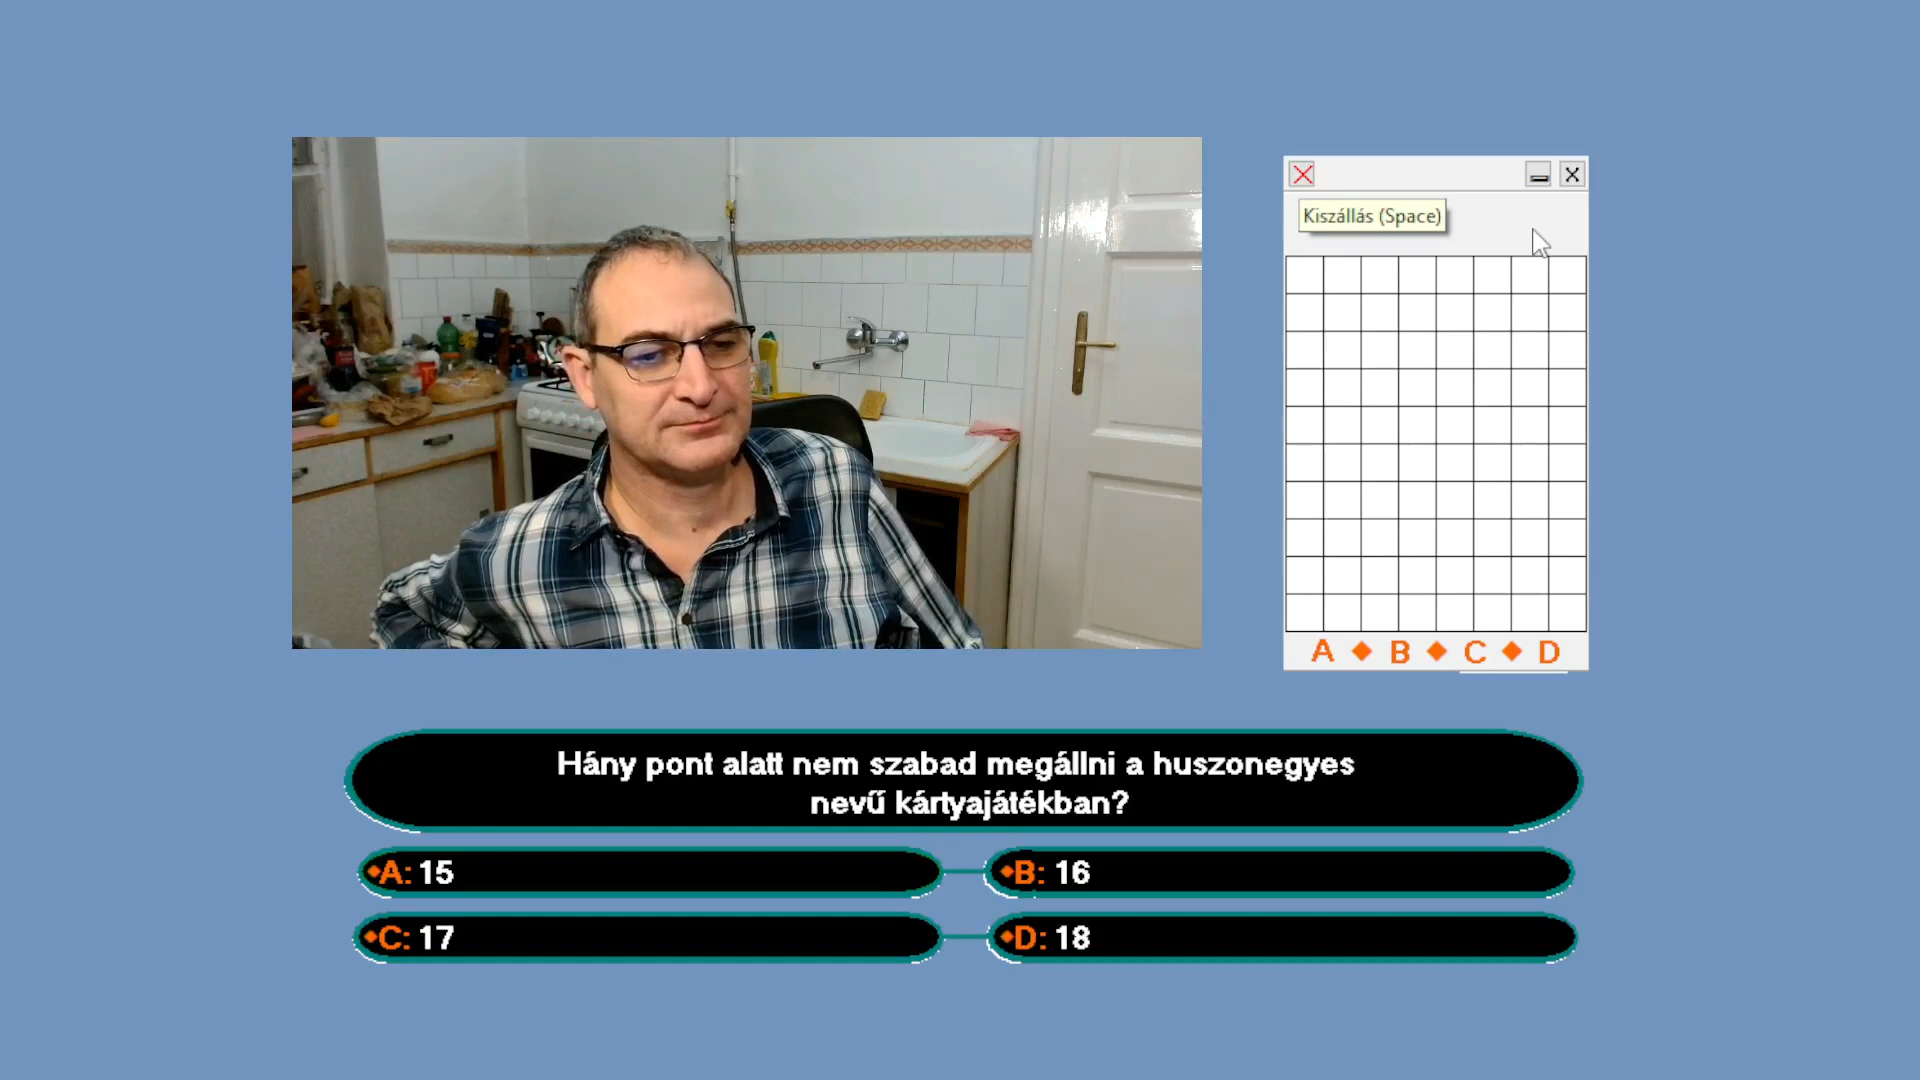 Kiszállás (Space)
A ◆ B ◆ C ◆ D
Hány pont alatt nem szabad megállni a huszonegyes
nevű kártyajátékban?
◆A: 15
◆B: 16
◆C: 17
◆D: 18